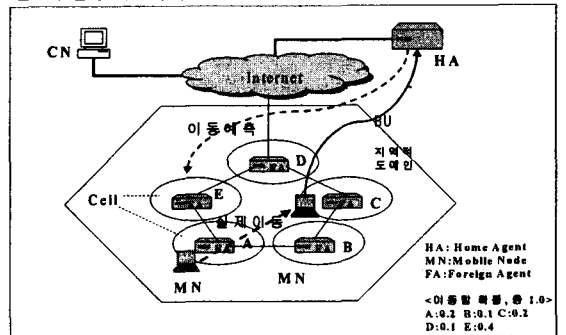 CN
HA
Internet
이동예측
BU
지역적
도메인
D
E
C
Cell
실제이동
A
B
MN
MN
HA: Home Agent
MN:Mobile Node
FA:Foreign Agent
<이동할 확률, 총 1.0>
A:0.2 B:0.1 C:0.2
D:0.1 E:0.4